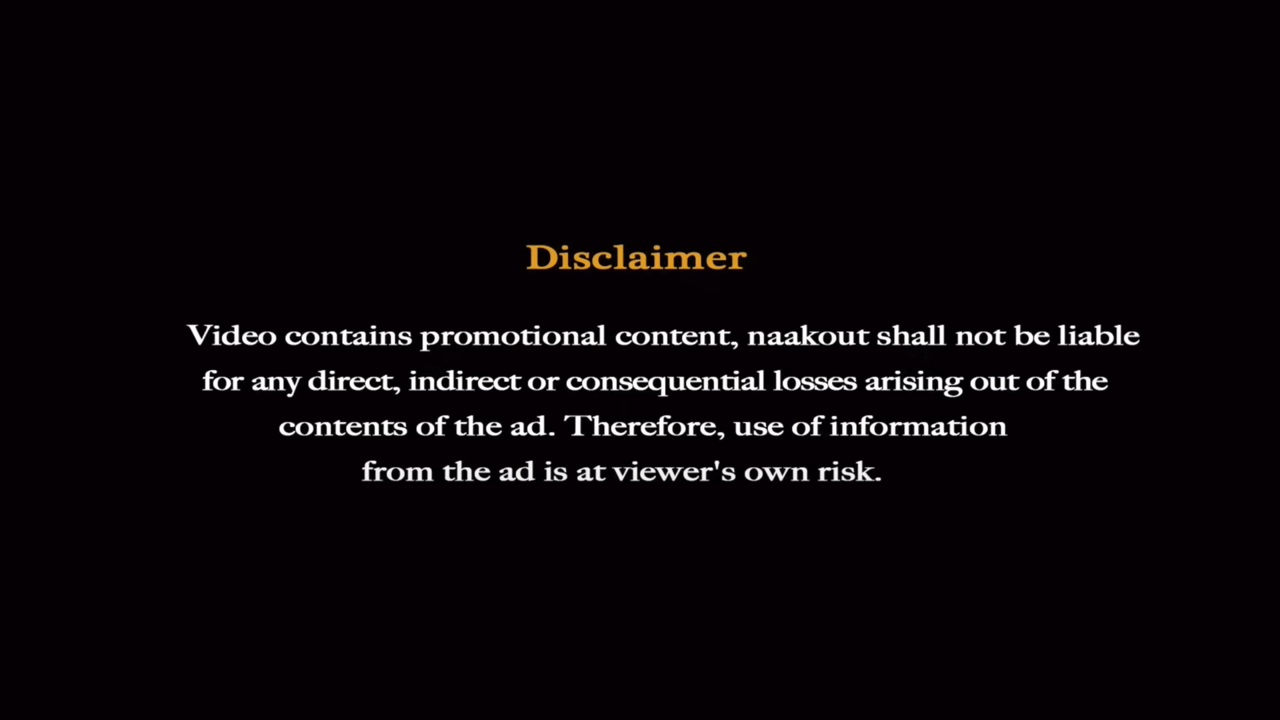 Disclaimer
Video contains promotional content, naakout shall not be liable
for any direct, indirect or consequential losses arising out of the
contents of the ad. Therefore, use of information
from the ad is at viewer's own risk.